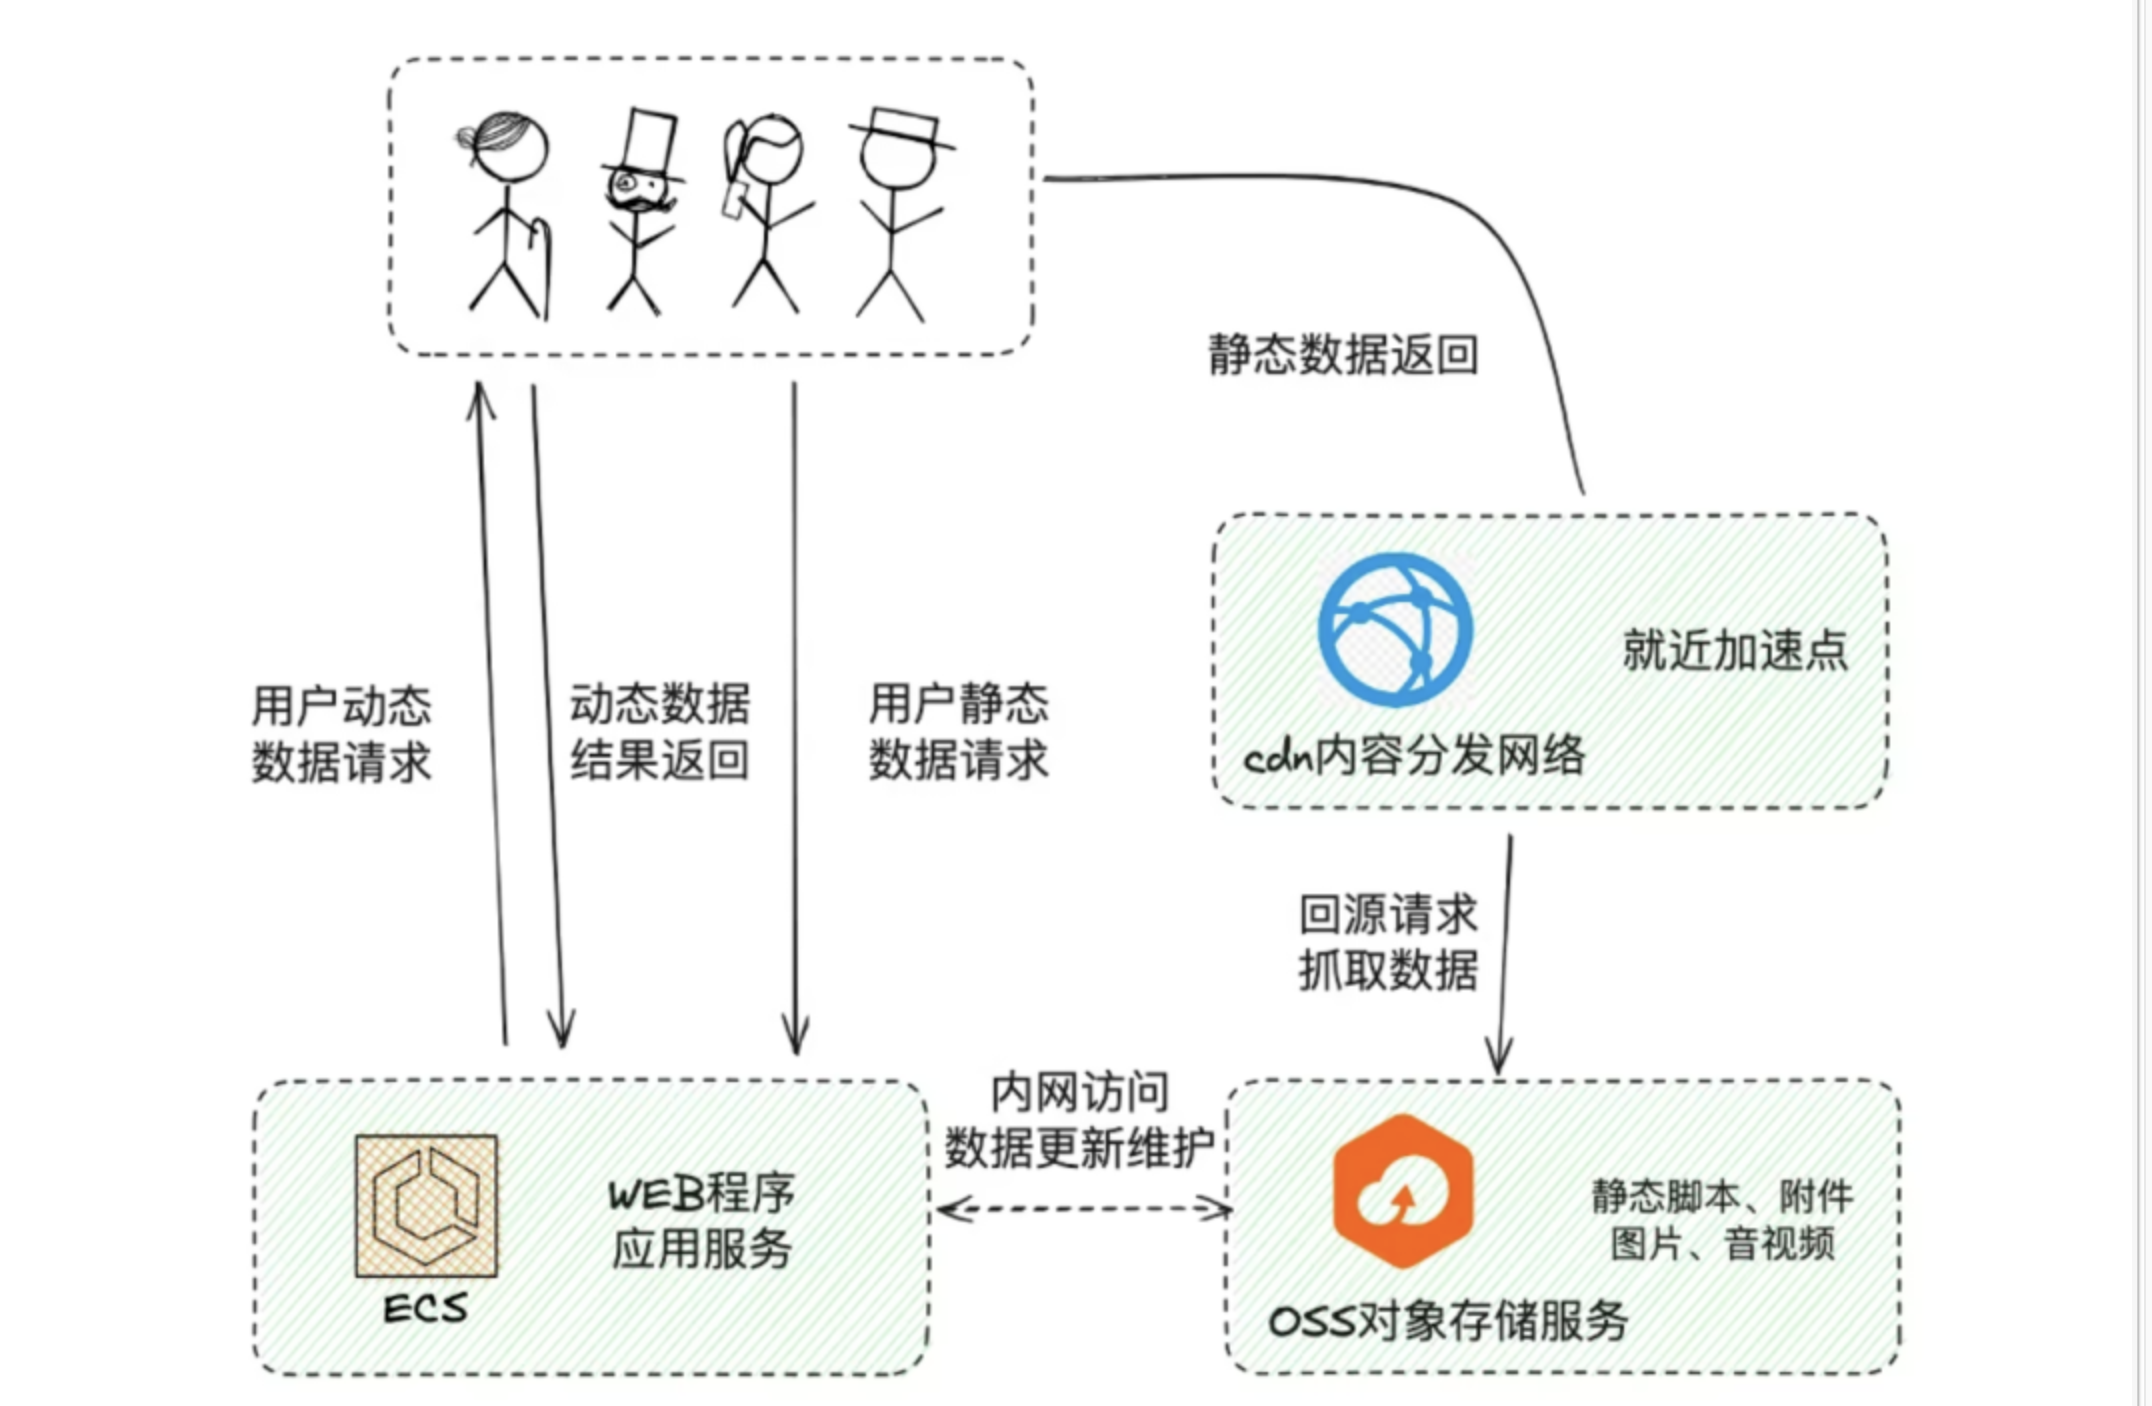 静态数据返回
就近加速点
cdn内容分发网络
用户动态
数据请求
动态数据
结果返回
用户静态
数据请求
回源请求
抓取数据
内网访问
数据更新维护
WEB程序
应用服务
ECS
静态脚本、附件
图片、音视频
OSS对象存储服务